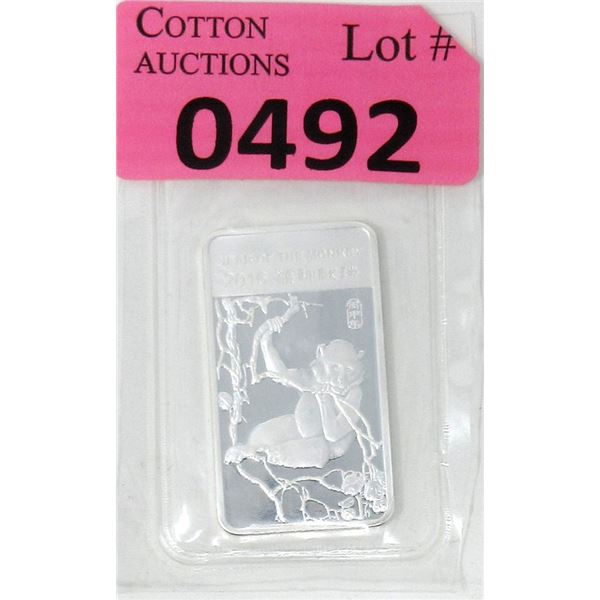 COTTON
AUCTIONS
Lot #
0492
YEAR OF THE MONKEY
2016